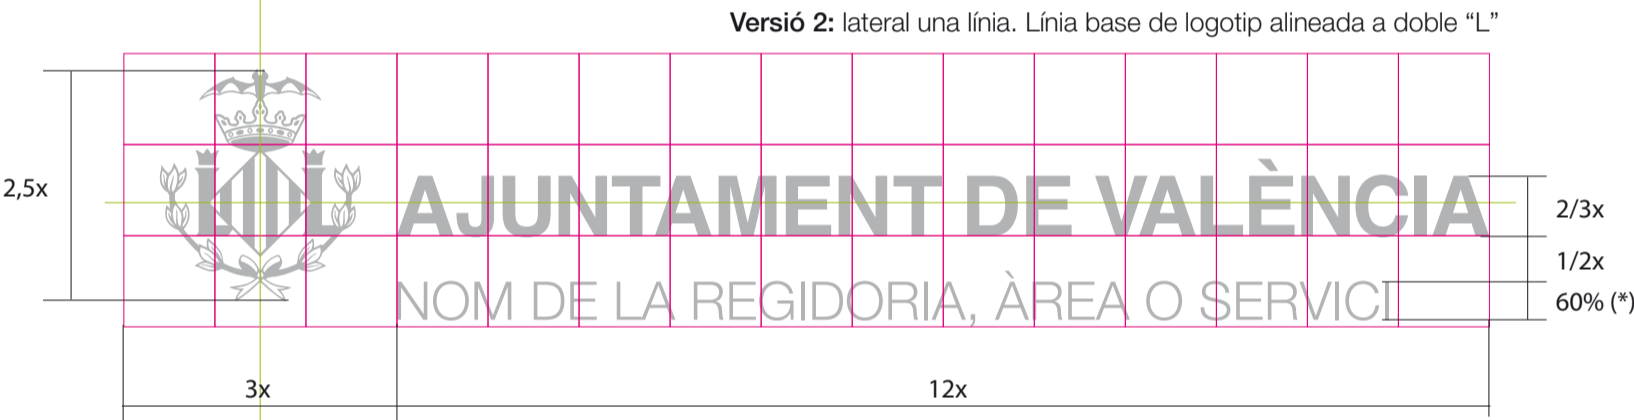 Versió 2: lateral una línia. Línia base de logotip alineada a doble “L”
2,5x
L L
AJUNTAMENT DE VALÈNCIA
2/3x
1/2x
NOM DE LA REGIDORIA, ÀREA O SERVICI
60% (*)
3x
12x